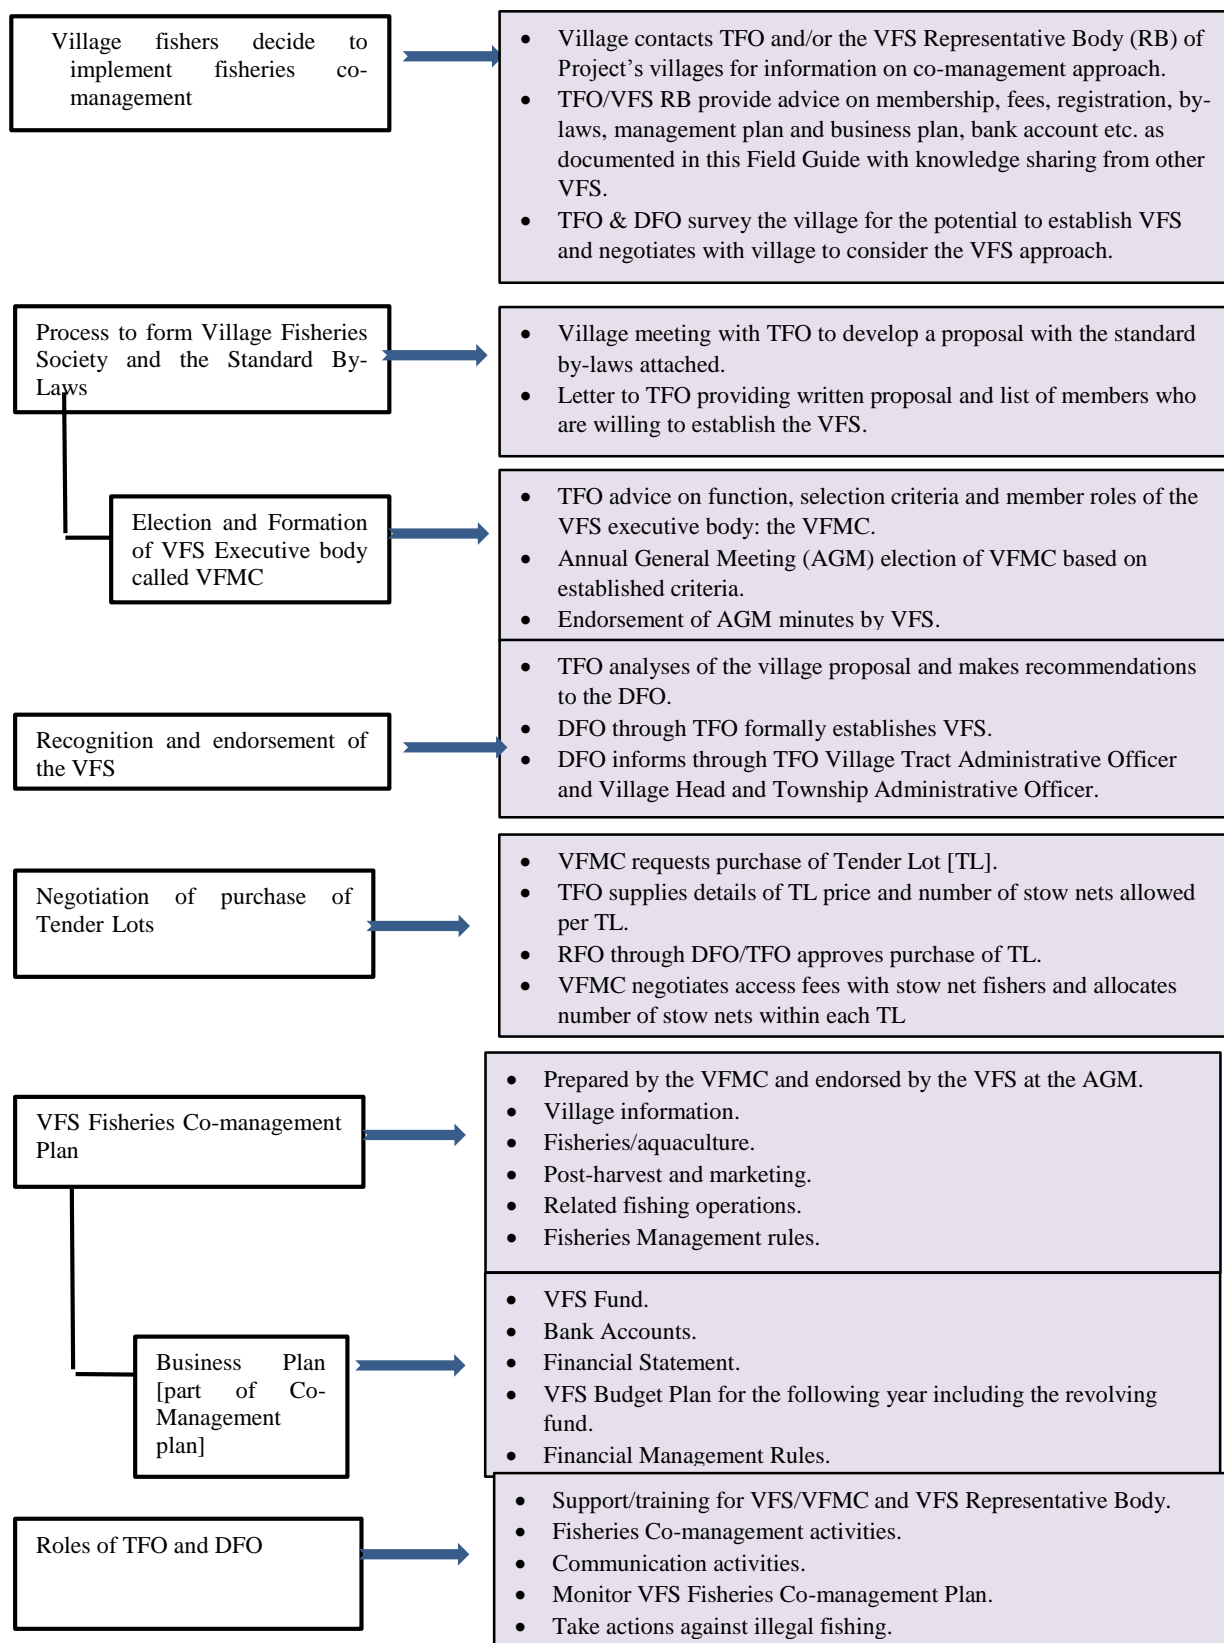 Village fishers decide to
implement fisheries co-
management
• Village contacts TFO and/or the VFS Representative Body (RB) of
Project's villages for information on co-management approach.
• TFO/VFS RB provide advice on membership, fees, registration, by-
laws, management plan and business plan, bank account etc. as
documented in this Field Guide with knowledge sharing from other
VFS.
• TFO & DFO survey the village for the potential to establish VFS
and negotiates with village to consider the VFS approach.
Process to form Village Fisheries
Society and the Standard By-
Laws
• Village meeting with TFO to develop a proposal with the standard
by-laws attached.
• Letter to TFO providing written proposal and list of members who
are willing to establish the VFS.
Election and Formation
of VFS Executive body
called VFMC
• TFO advice on function, selection criteria and member roles of the
VFS executive body: the VFMC.
• Annual General Meeting (AGM) election of VFMC based on
established criteria.
• Endorsement of AGM minutes by VFS.
Recognition and endorsement of
the VFS
• TFO analyses of the village proposal and makes recommendations
to the DFO.
• DFO through TFO formally establishes VFS.
• DFO informs through TFO Village Tract Administrative Officer
and Village Head and Township Administrative Officer.
Negotiation of purchase of
Tender Lots
• VFMC requests purchase of Tender Lot [TL].
• TFO supplies details of TL price and number of stow nets allowed
per TL.
• RFO through DFO/TFO approves purchase of TL.
• VFMC negotiates access fees with stow net fishers and allocates
number of stow nets within each TL
VFS Fisheries Co-management
Plan
• Prepared by the VFMC and endorsed by the VFS at the AGM.
• Village information.
• Fisheries/aquaculture.
• Post-harvest and marketing.
• Related fishing operations.
• Fisheries Management rules.
Business Plan
[part of Co-
Management
plan]
• VFS Fund.
• Bank Accounts.
• Financial Statement.
• VFS Budget Plan for the following year including the revolving
fund.
• Financial Management Rules.
Roles of TFO and DFO
• Support/training for VFS/VFMC and VFS Representative Body.
• Fisheries Co-management activities.
• Communication activities.
• Monitor VFS Fisheries Co-management Plan.
• Take actions against illegal fishing.